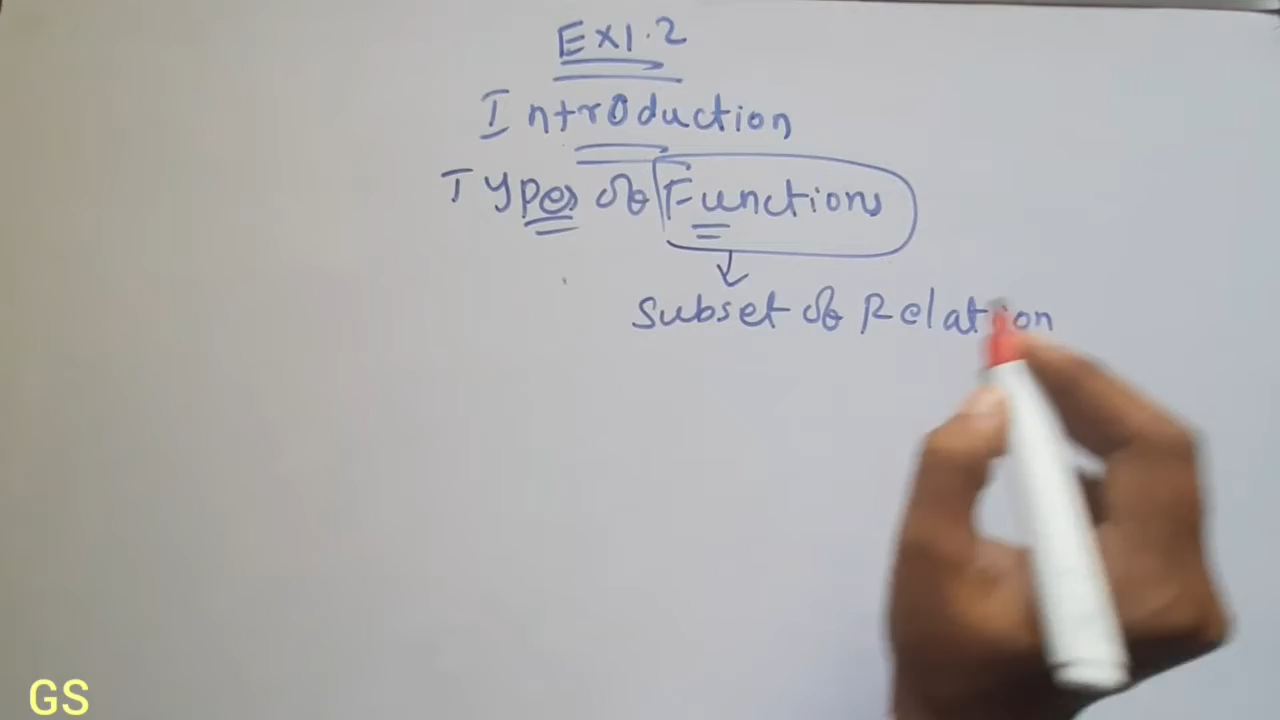 Ex1.2
Introduction
Types of Functions
Subset of Relation
GS